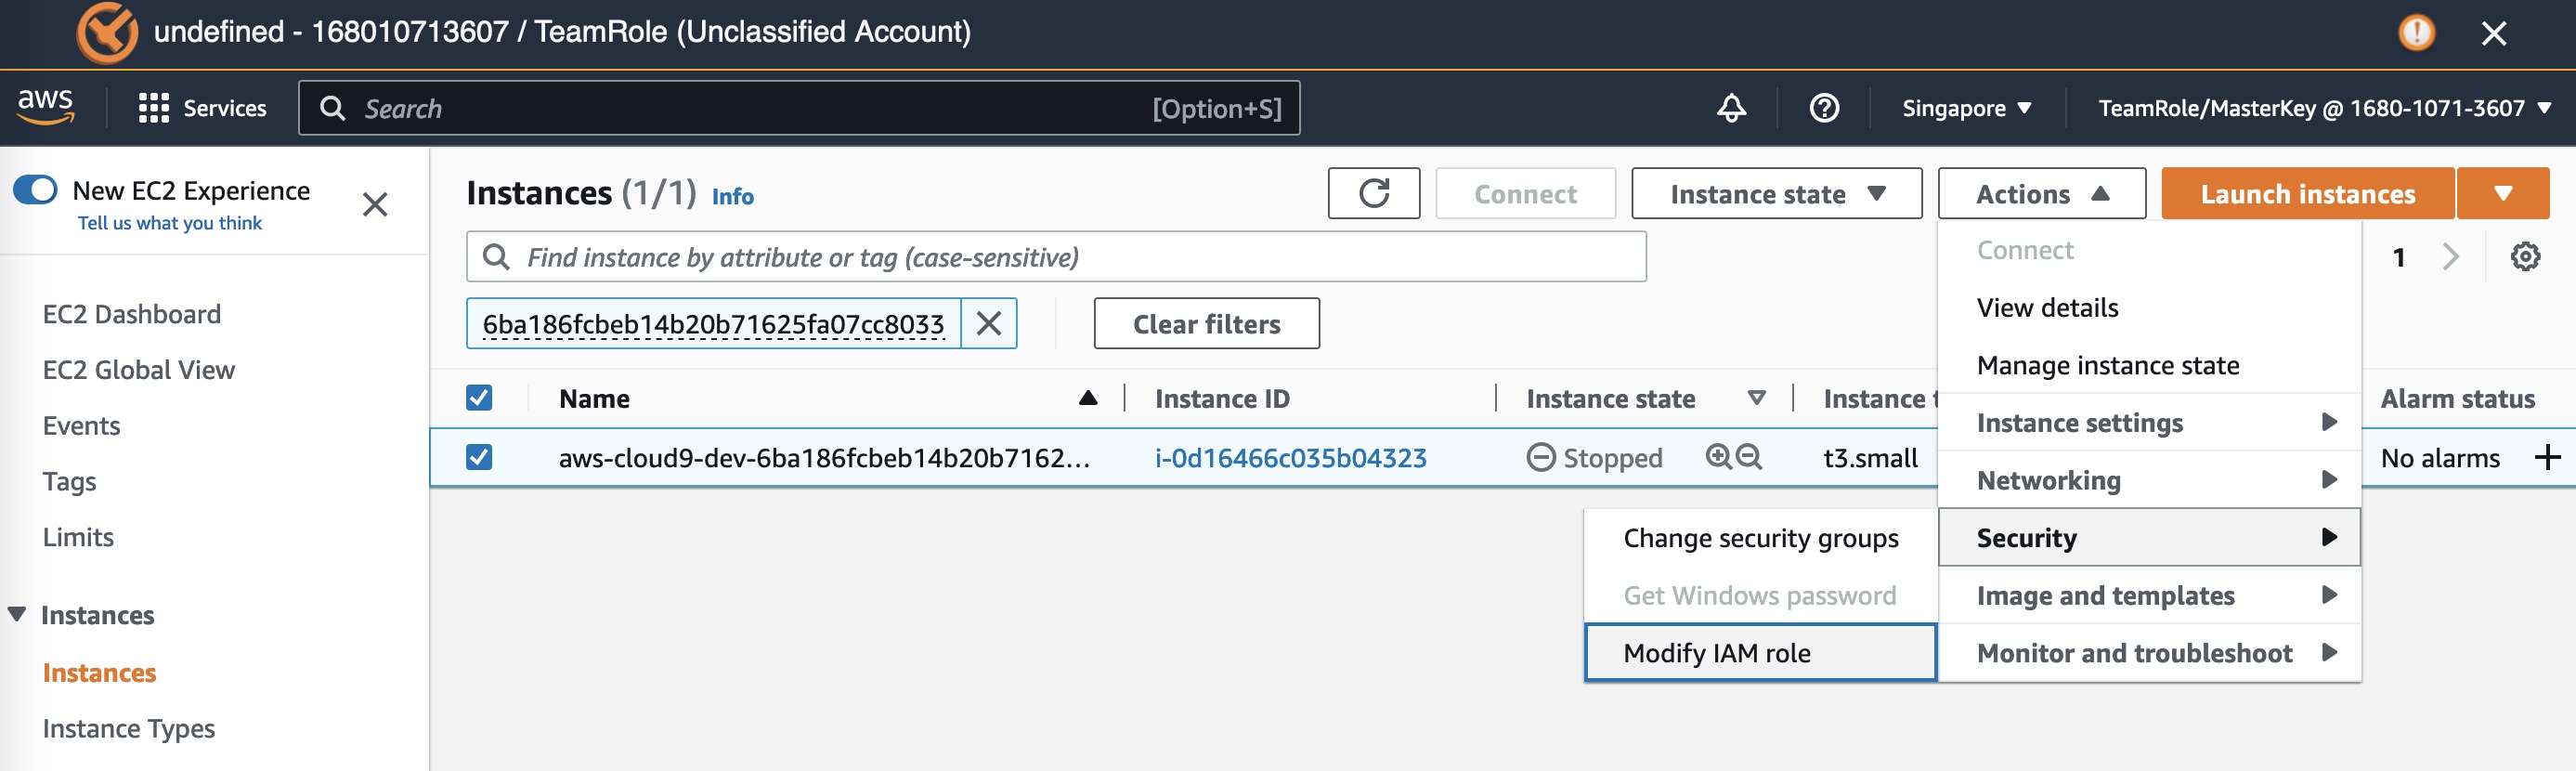 undefined - 168010713607 / TeamRole (Unclassified Account)
aws Services Search [Option+S] Singapore TeamRole/MasterKey @ 1680-1071-3607
New EC2 Experience
Tell us what you think
EC2 Dashboard
EC2 Global View
Events
Tags
Limits
Instances
Instances
Instance Types
Instances (1/1) Info Connect Instance state Actions Launch instances
Find instance by attribute or tag (case-sensitive) 1
6ba186fcbeb14b20b71625fa07cc8033 Clear filters
Name Instance ID Instance state Instance t Alarm status
aws-cloud9-dev-6ba186fcbeb14b20b7162... i-0d16466c035b04323 Stopped t3.small No alarms
Connect
View details
Manage instance state
Instance settings
Networking
Security
Image and templates
Monitor and troubleshoot
Change security groups
Get Windows password
Modify IAM role